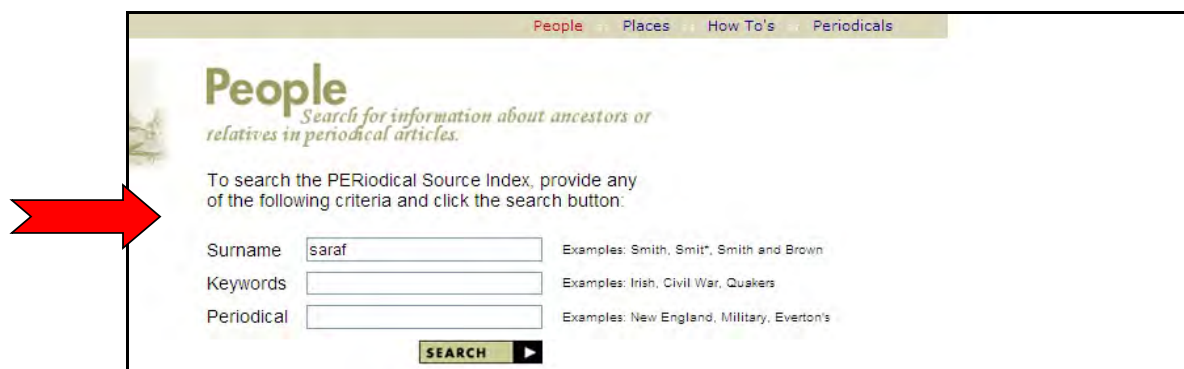 People :: Places :: How To's :: Periodicals
People
Search for information about ancestors or
relatives in periodical articles.
To search the PERiodical Source Index, provide any
of the following criteria and click the search button:
Surname saraf Examples: Smith, Smit*, Smith and Brown
Keywords Examples: Irish, Civil War, Quakers
Periodical Examples: New England, Military, Everton's
SEARCH